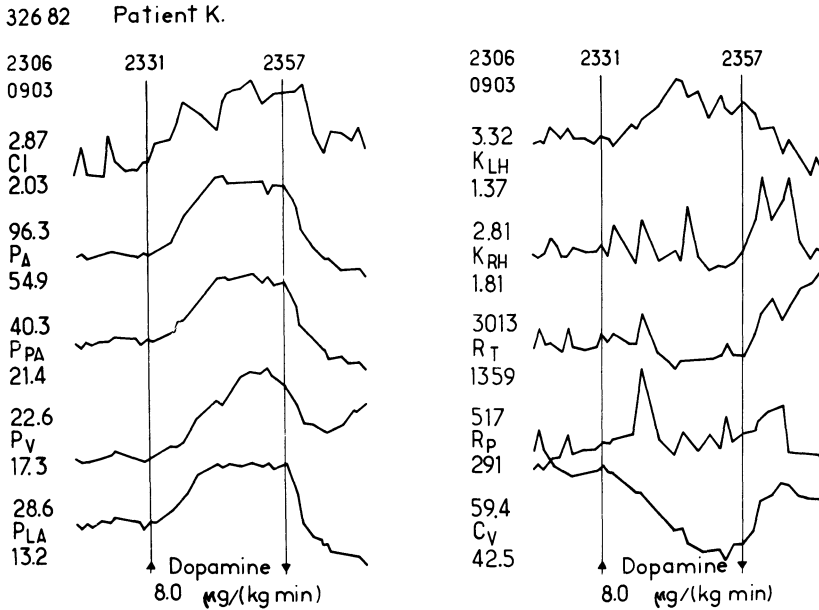 326 82 Patient K.
2306 2331 2357
0903
2.87
CI
2.03
96.3
PA
54.9
40.3
PPA
21.4
22.6
PV
17.3
28.6
PLA
13.2
Dopamine
8.0 µg/(kg min)
2306 2331 2357
0903
3.32
KLH
1.37
2.81
KRH
1.81
3013
RT
1359
517
RP
291
59.4
CV
42.5
Dopamine
8.0 µg/(kg min)